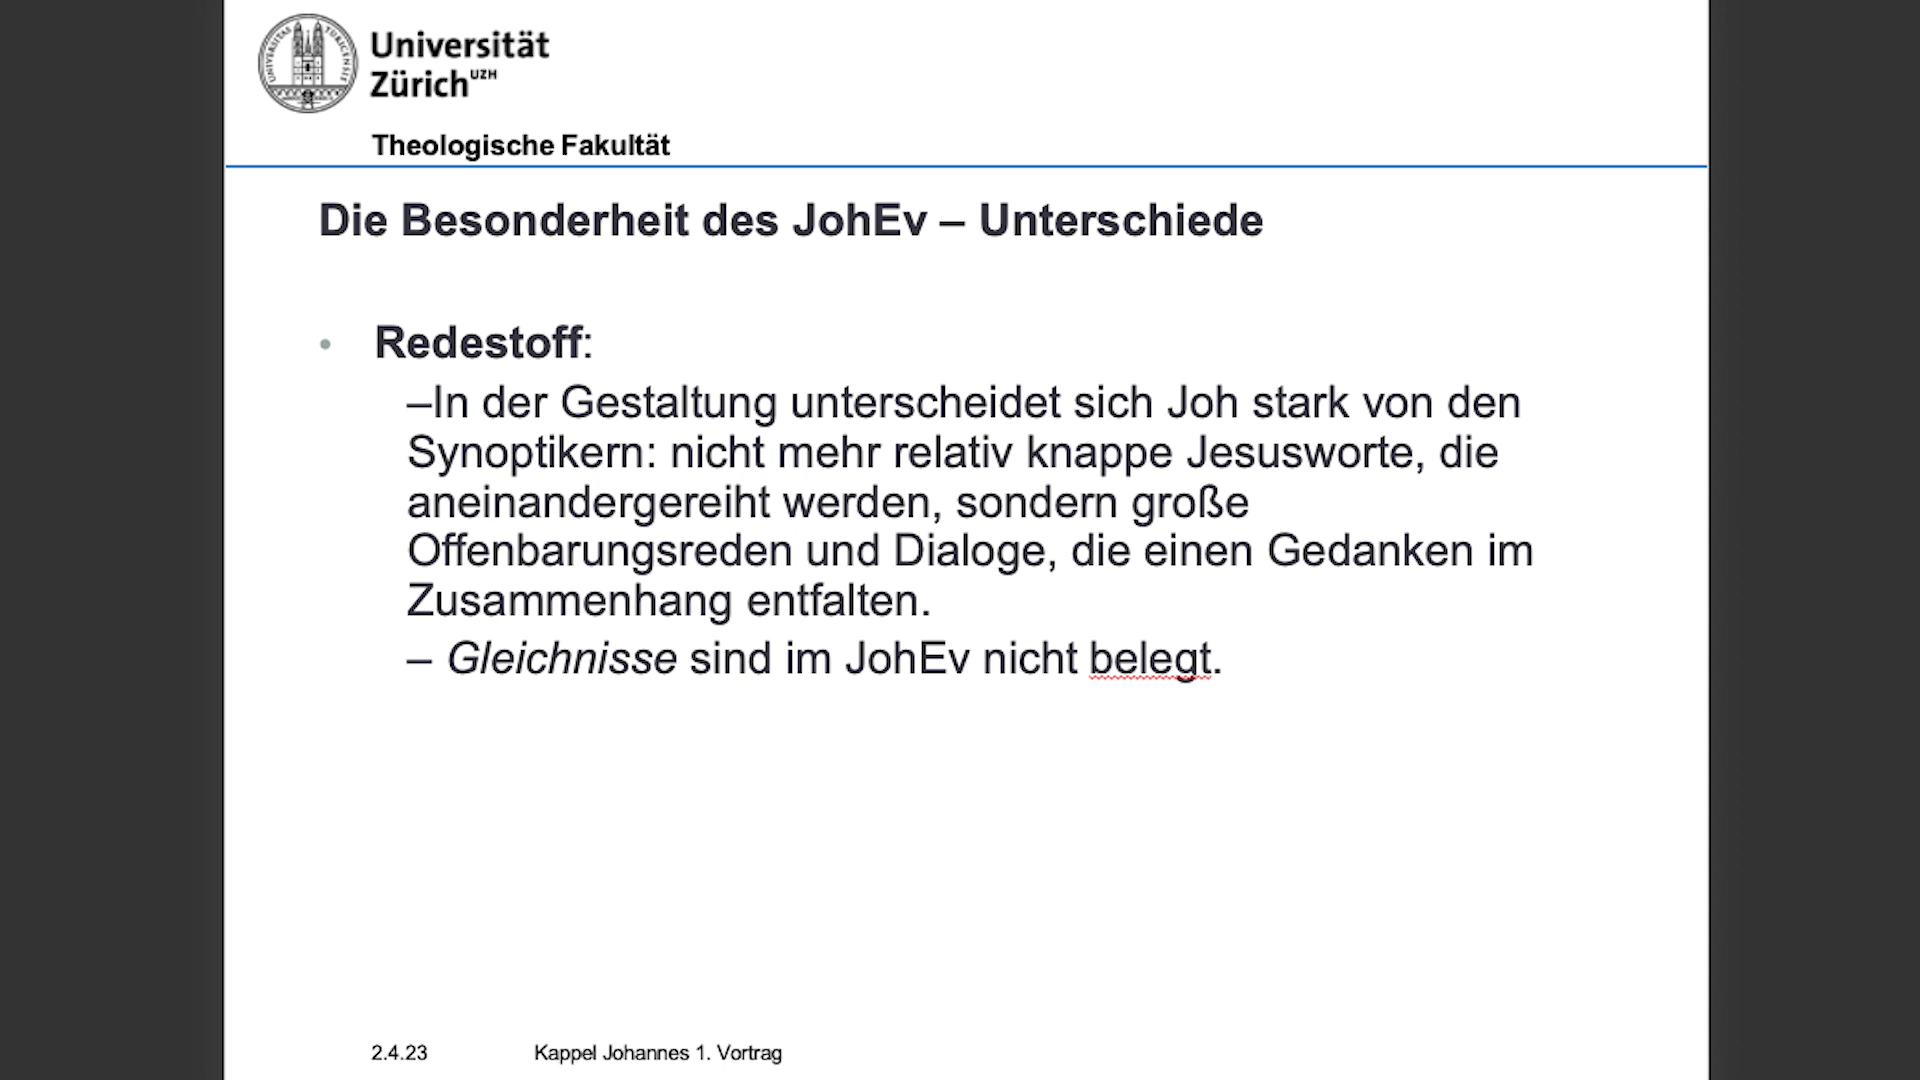 UNIVERSITAS TURICENSIS
Universität
Zürich UZH
Theologische Fakultät
Die Besonderheit des JohEv – Unterschiede
• Redestoff:
–In der Gestaltung unterscheidet sich Joh stark von den
Synoptikern: nicht mehr relativ knappe Jesusworte, die
aneinandergereiht werden, sondern große
Offenbarungsreden und Dialoge, die einen Gedanken im
Zusammenhang entfalten.
– Gleichnisse sind im JohEv nicht belegt.
2.4.23 Kappel Johannes 1. Vortrag